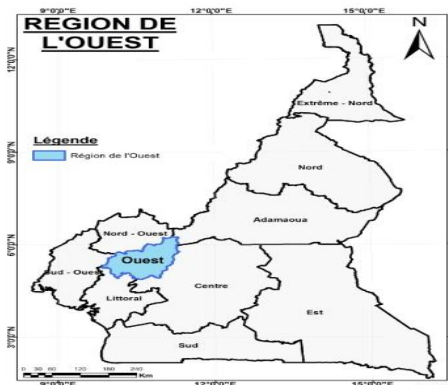 9°0'0"E 12°0'0"E 15°0'0"E
REGION DE
L'OUEST
N
12°0'0"N
Extrême - Nord
Légende
Région de l'Ouest
9°0'0"N
Nord
Adamaoua
Nord - Ouest
6°0'0"N
Ouest
Sud - Ouest
Centre
Littoral
Est
3°0'0"N
Sud
0 30 60 120 180 240
Km
9°0'0"E 12°0'0"E 15°0'0"E